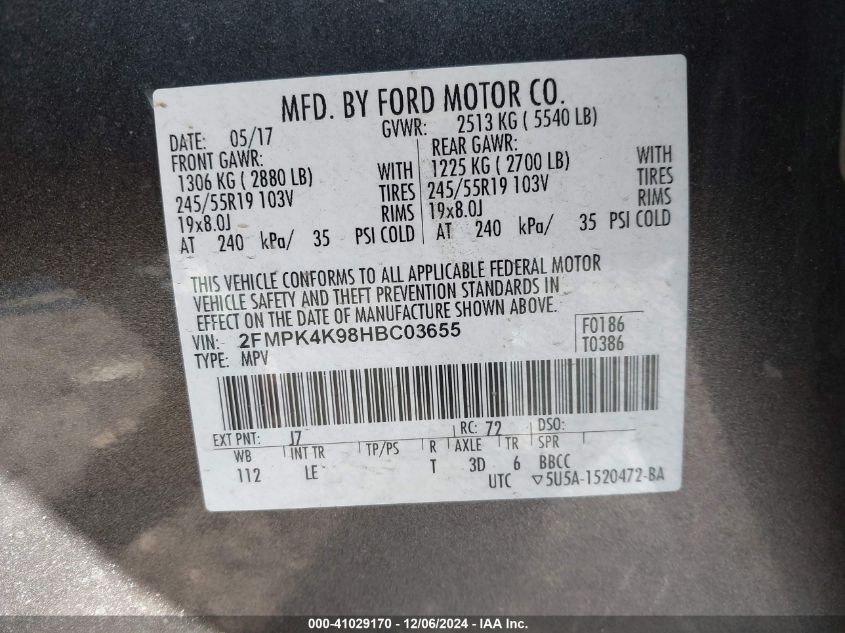 MFD. BY FORD MOTOR CO.
DATE: 05/17 GVWR: 2513 KG ( 5540 LB)
FRONT GAWR: REAR GAWR:
1306 KG ( 2880 LB) WITH 1225 KG ( 2700 LB) WITH
245/55R19 103V TIRES 245/55R19 103V TIRES
19x8.0J RIMS 19x8.0J RIMS
AT 240 kPa/ 35 PSI COLD AT 240 kPa/ 35 PSI COLD
THIS VEHICLE CONFORMS TO ALL APPLICABLE FEDERAL MOTOR
VEHICLE SAFETY AND THEFT PREVENTION STANDARDS IN
EFFECT ON THE DATE OF MANUFACTURE SHOWN ABOVE.
VIN: 2FMPK4K98HBC03655 F0186
TYPE: MPV T0386
EXT PNT: J7 RC: 72 DSO:
WB INT TR TP/PS R AXLE TR SPR
112 LE T 3D 6 BBCC
UTC ▽5U5A-1520472-BA
000-41029170 - 12/06/2024 - IAA Inc.